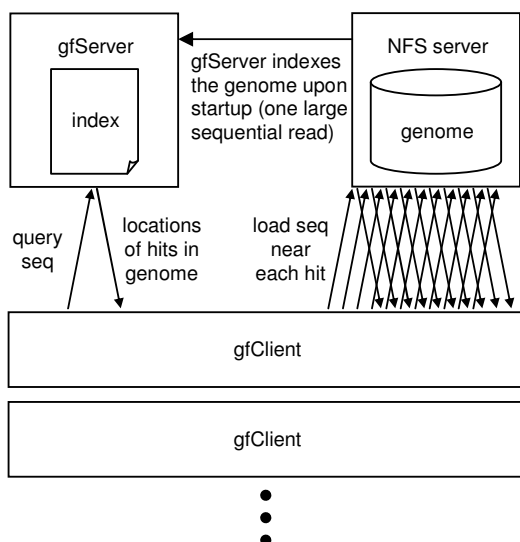 gfServer
index
gfServer indexes
the genome upon
startup (one large
sequential read)
NFS server
genome
query
seq
locations
of hits in
genome
load seq
near
each hit
gfClient
gfClient